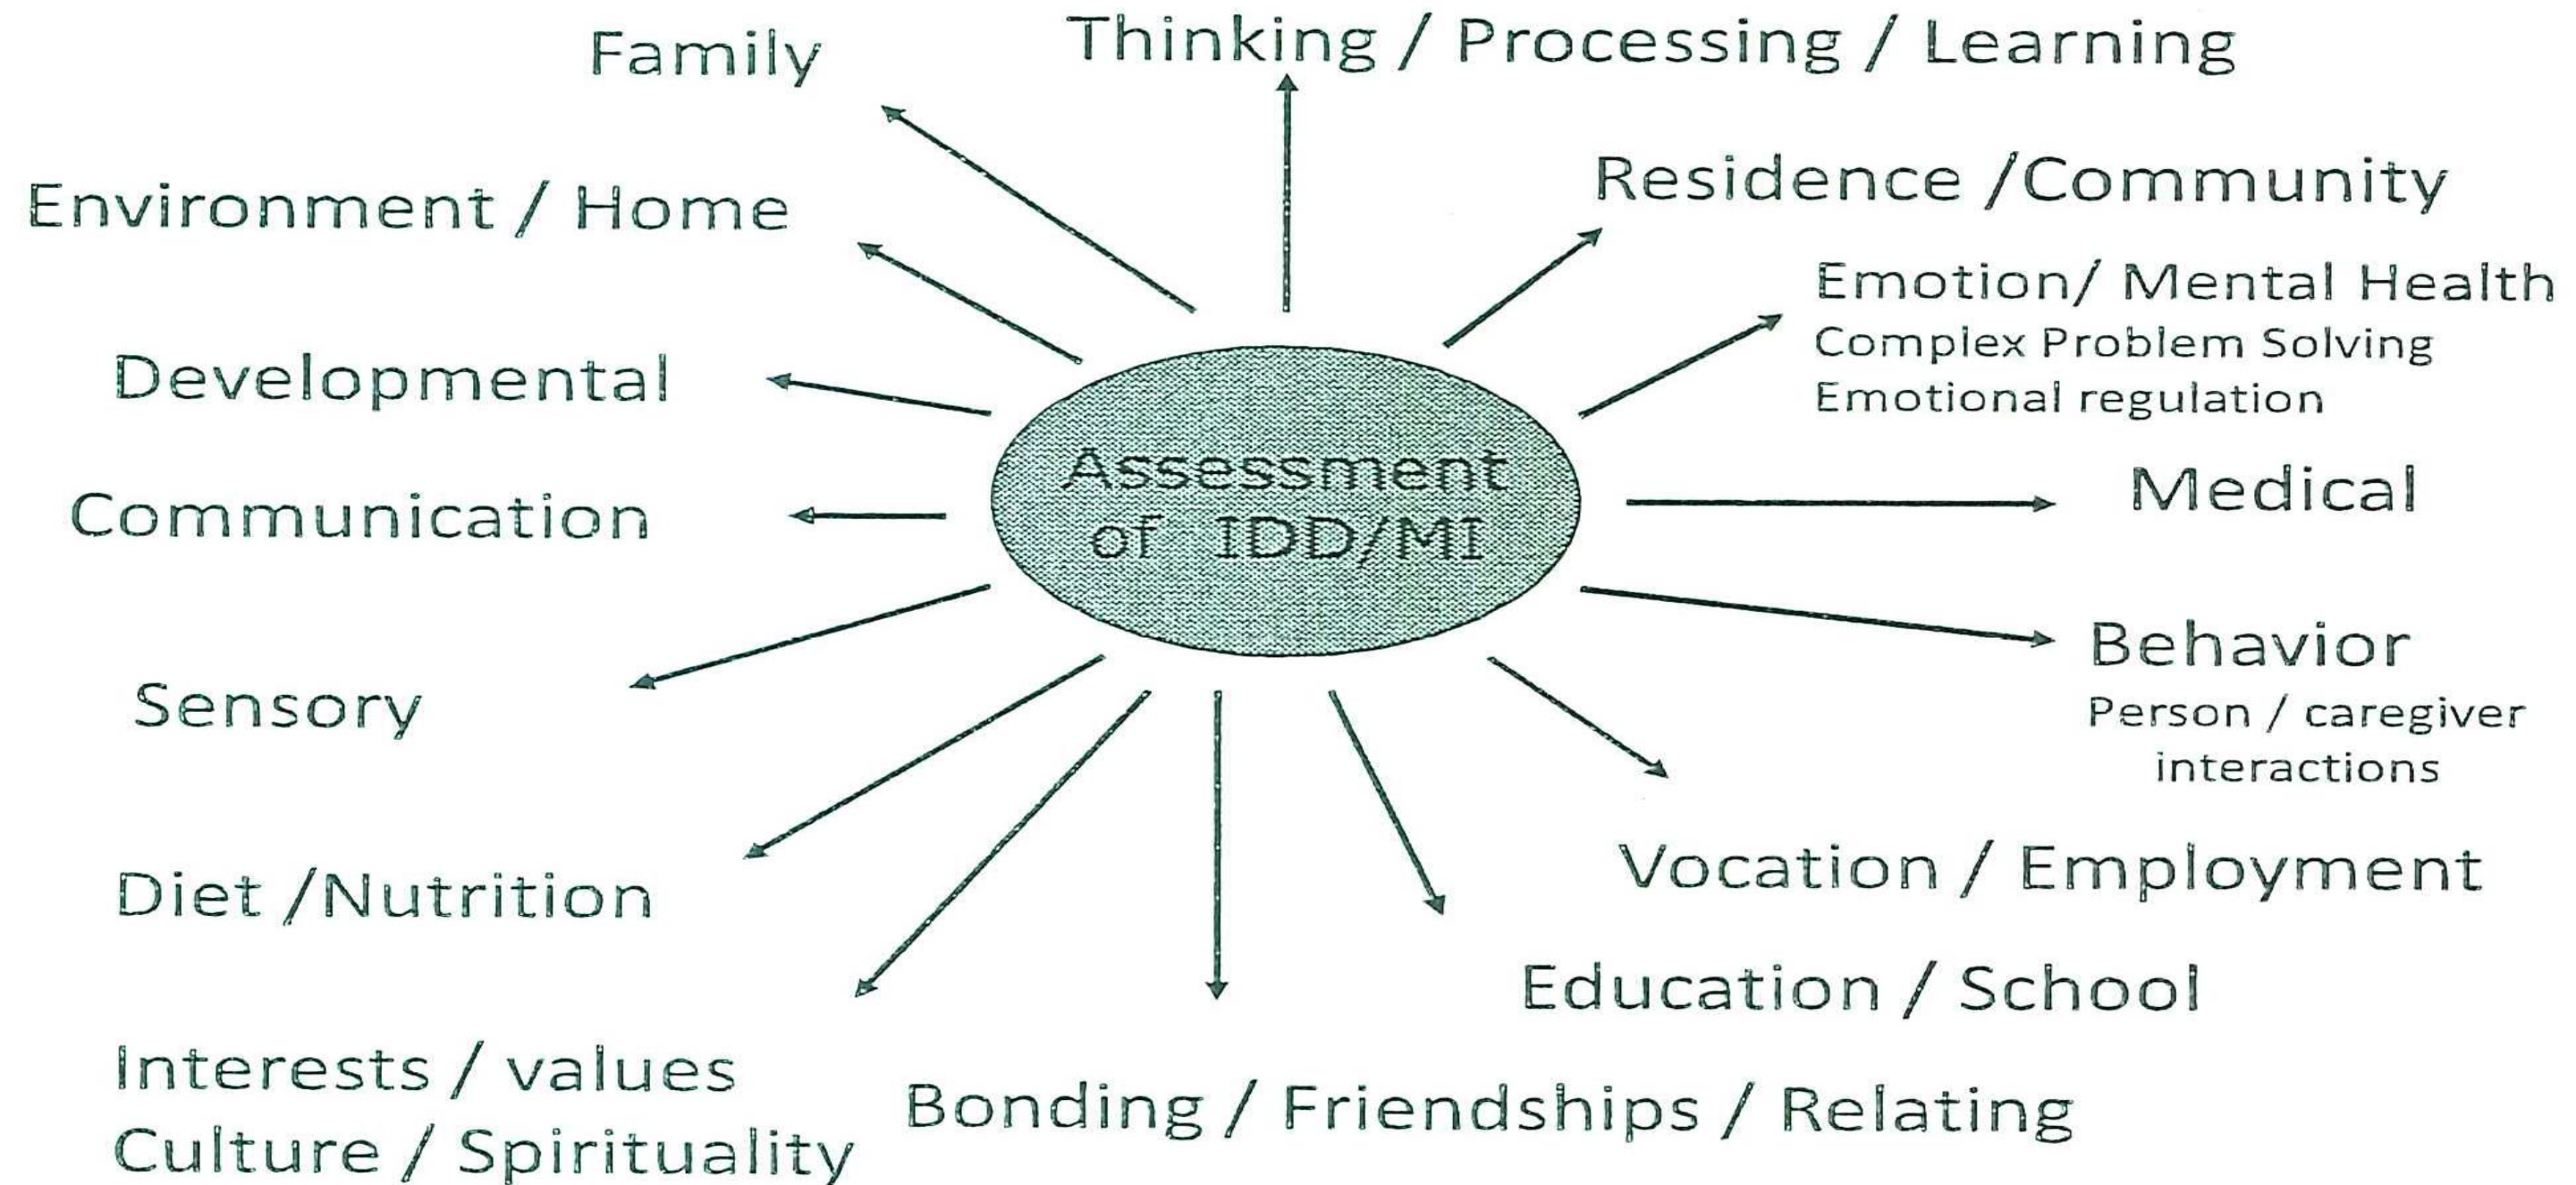 Family
Thinking / Processing / Learning
Residence /Community
Environment / Home
Emotion/ Mental Health
Complex Problem Solving
Emotional regulation
Developmental
Assessment
of IDD/MI
Medical
Communication
Behavior
Person / caregiver
interactions
Sensory
Vocation / Employment
Diet /Nutrition
Education / School
Interests / values
Culture / Spirituality
Bonding / Friendships / Relating